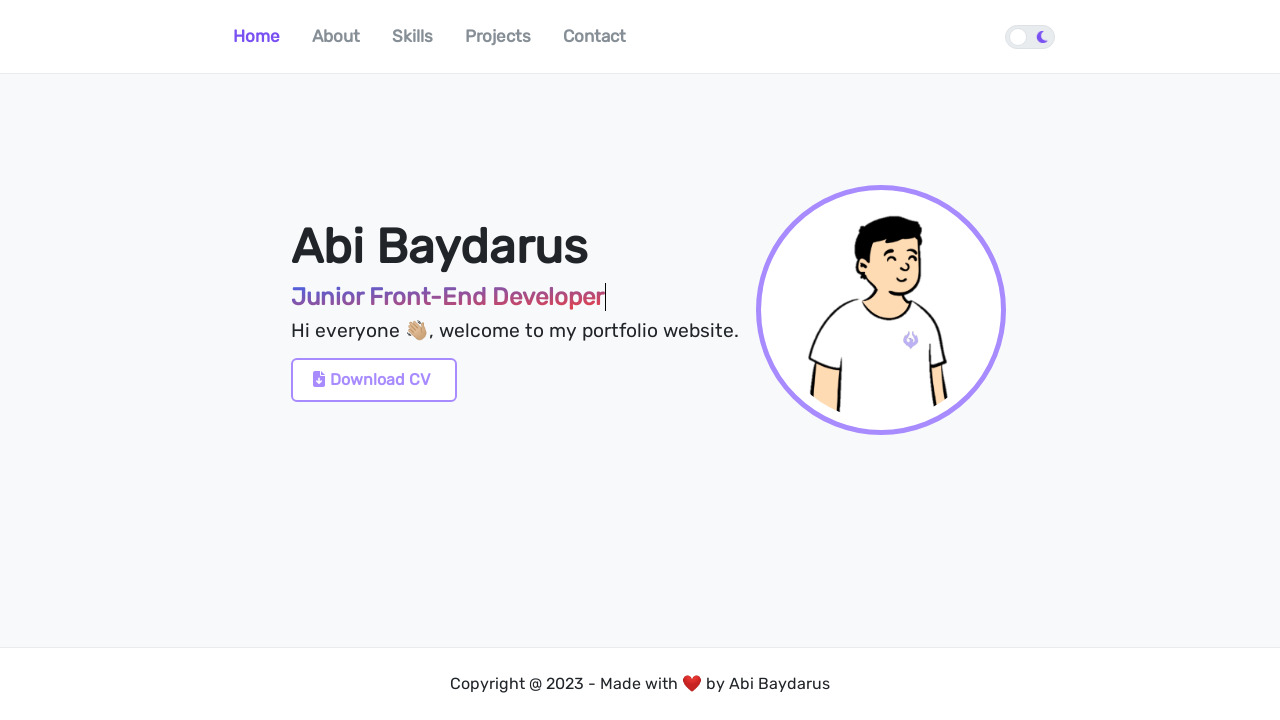 Home About Skills Projects Contact
Abi Baydarus
Junior Front-End Developer
Hi everyone 👋🏼, welcome to my portfolio website.
Download CV
Copyright @ 2023 - Made with ❤️ by Abi Baydarus